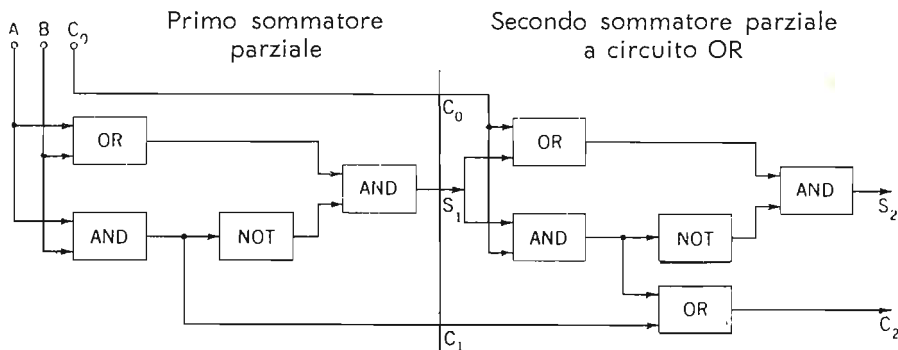 A B C₀
Primo sommatore
parziale
Secondo sommatore parziale
a circuito OR
C₀
OR
OR
AND
AND
S₁
S₂
AND
NOT
AND
NOT
OR
C₁
C₂